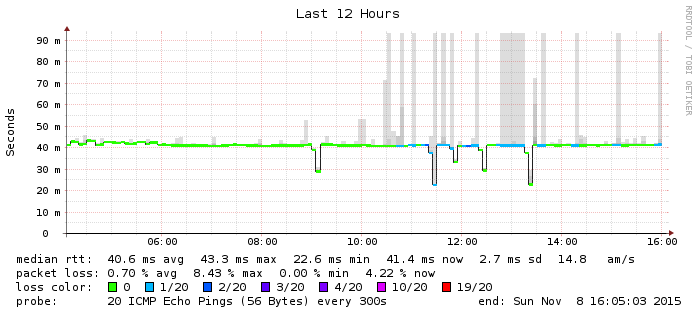 Last 12 Hours
RRDTOOL / TOBI OETIKER
Seconds
90 m
80 m
70 m
60 m
50 m
40 m
30 m
20 m
10 m
0
06:00 08:00 10:00 12:00 14:00 16:00
median rtt: 40.6 ms avg 43.3 ms max 22.6 ms min 41.4 ms now 2.7 ms sd 14.8 am/s
packet loss: 0.70 % avg 8.43 % max 0.00 % min 4.22 % now
loss color: 0 1/20 2/20 3/20 4/20 10/20 19/20
probe: 20 ICMP Echo Pings (56 Bytes) every 300s end: Sun Nov 8 16:05:03 2015